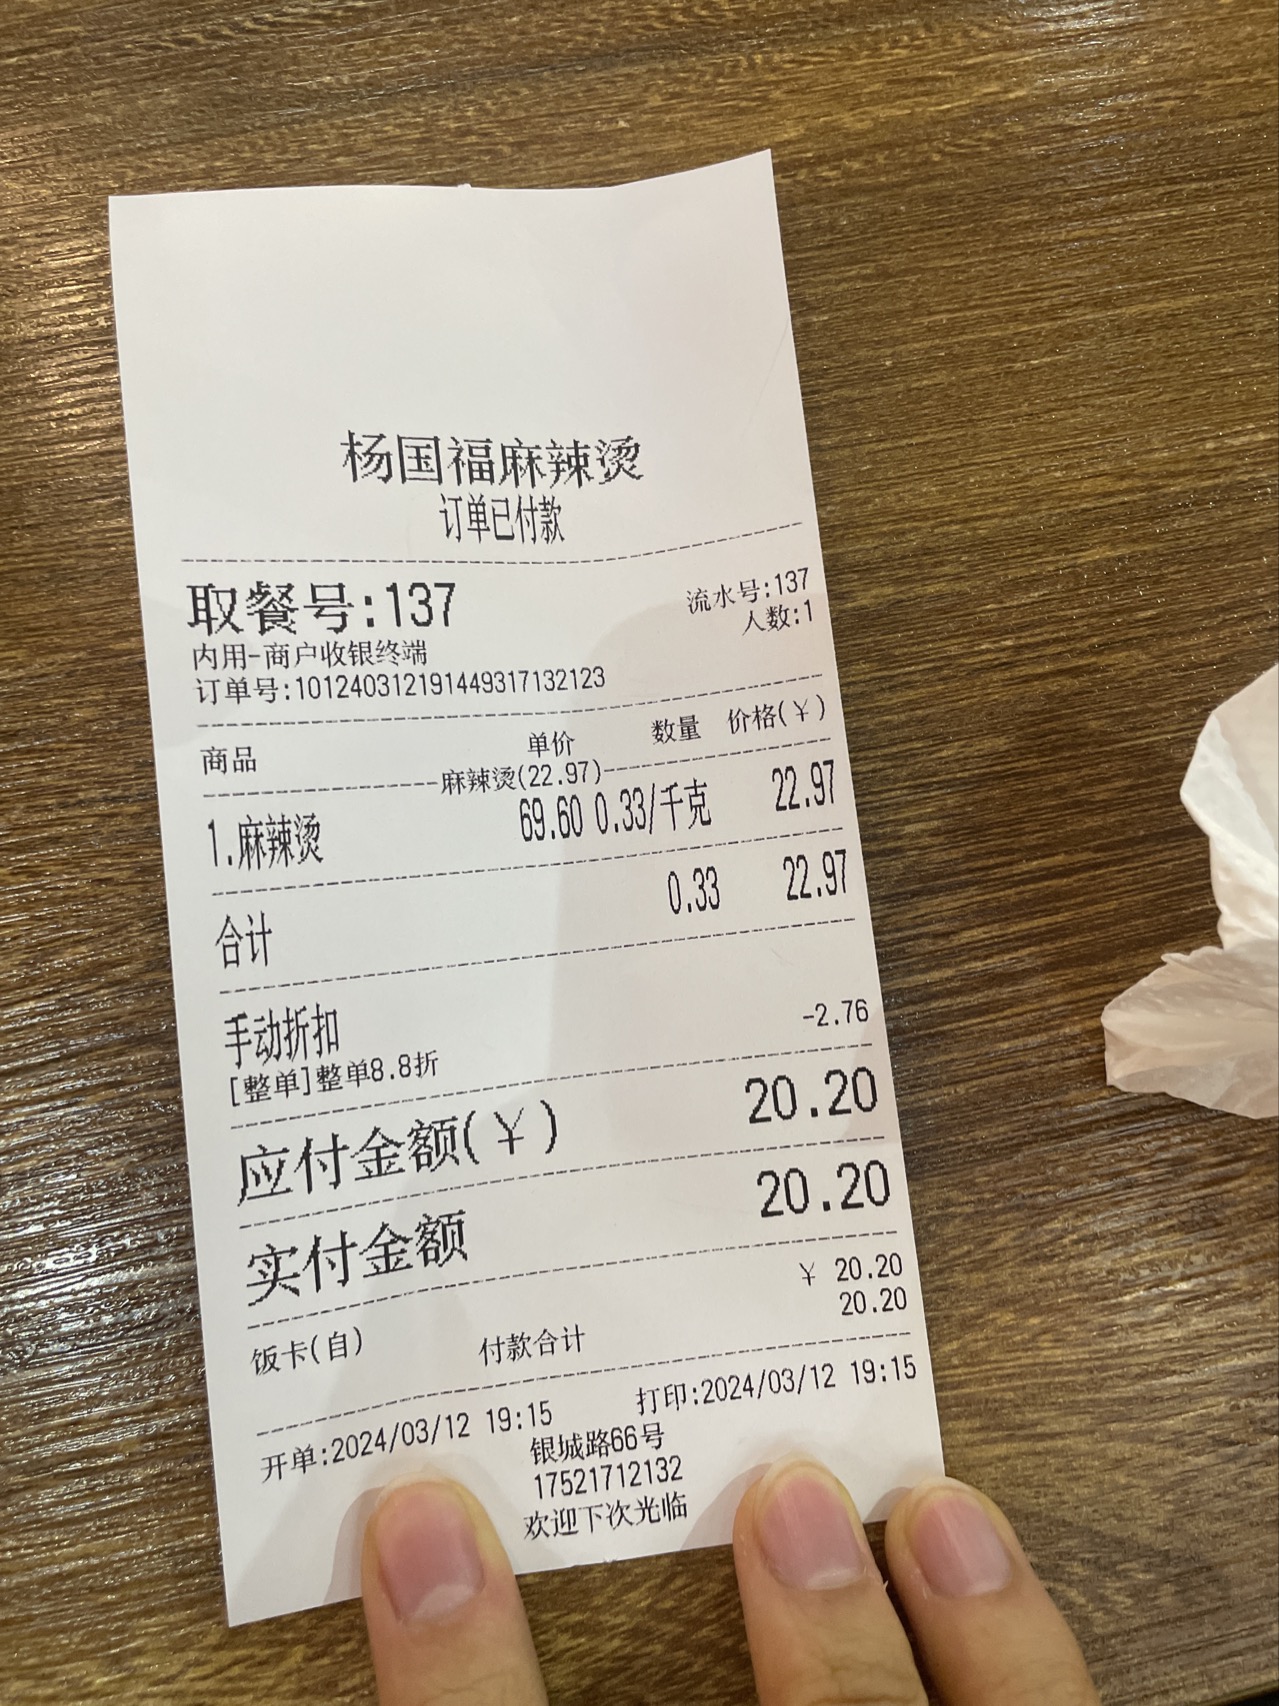 杨国福麻辣烫
订单已付款
取餐号:137 流水号:137
人数:1
内用-商户收银终端
订单号:101240312191449317132123
商品 单价 数量 价格(¥)
麻辣烫(22.97)
1.麻辣烫 69.60 0.33/千克 22.97
合计 0.33 22.97
手动折扣 -2.76
[整单]整单8.8折
应付金额(¥) 20.20
实付金额 20.20
饭卡(自) ¥ 20.20
付款合计 20.20
开单:2024/03/12 19:15 打印:2024/03/12 19:15
银城路66号
17521712132
欢迎下次光临